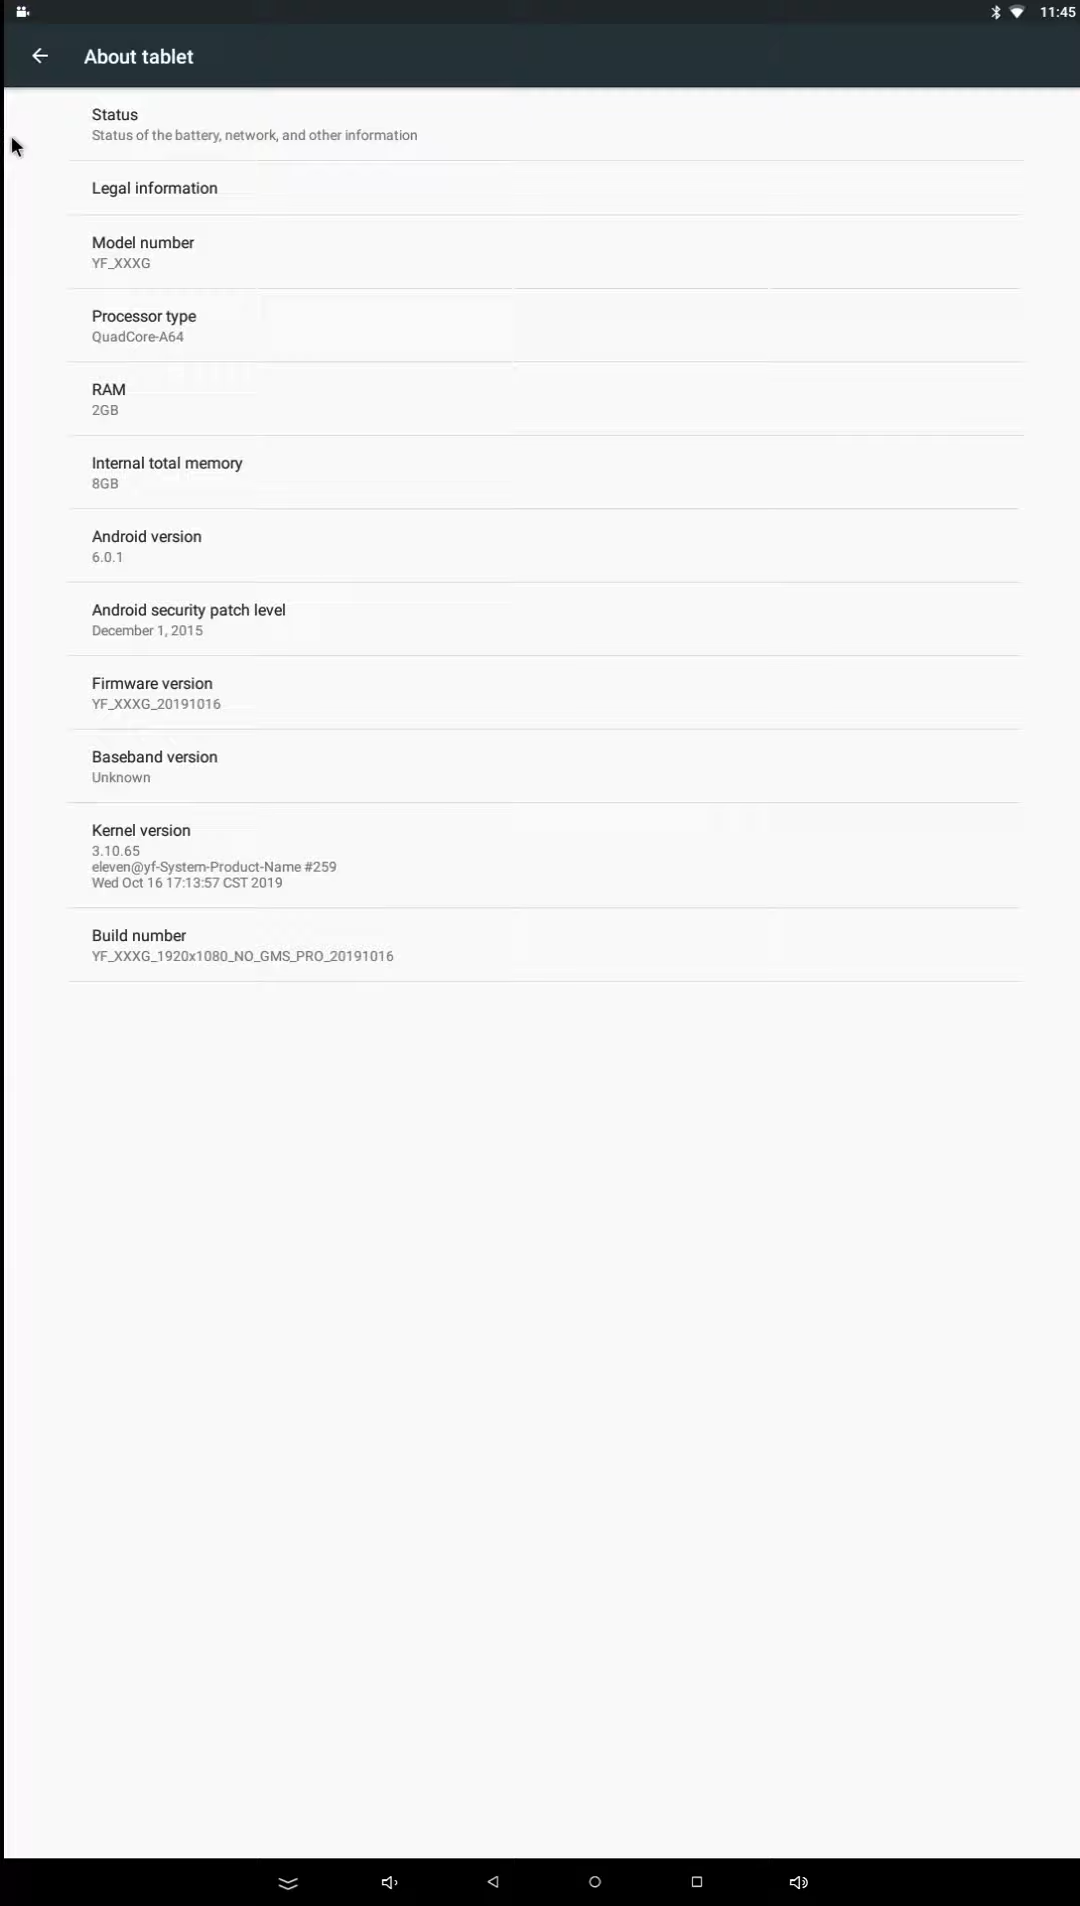 11:45
About tablet
Status
Status of the battery, network, and other information
Legal information
Model number
YF_XXXG
Processor type
QuadCore-A64
RAM
2GB
Internal total memory
8GB
Android version
6.0.1
Android security patch level
December 1, 2015
Firmware version
YF_XXXG_20191016
Baseband version
Unknown
Kernel version
3.10.65
eleven@yf-System-Product-Name #259
Wed Oct 16 17:13:57 CST 2019
Build number
YF_XXXG_1920x1080_NO_GMS_PRO_20191016